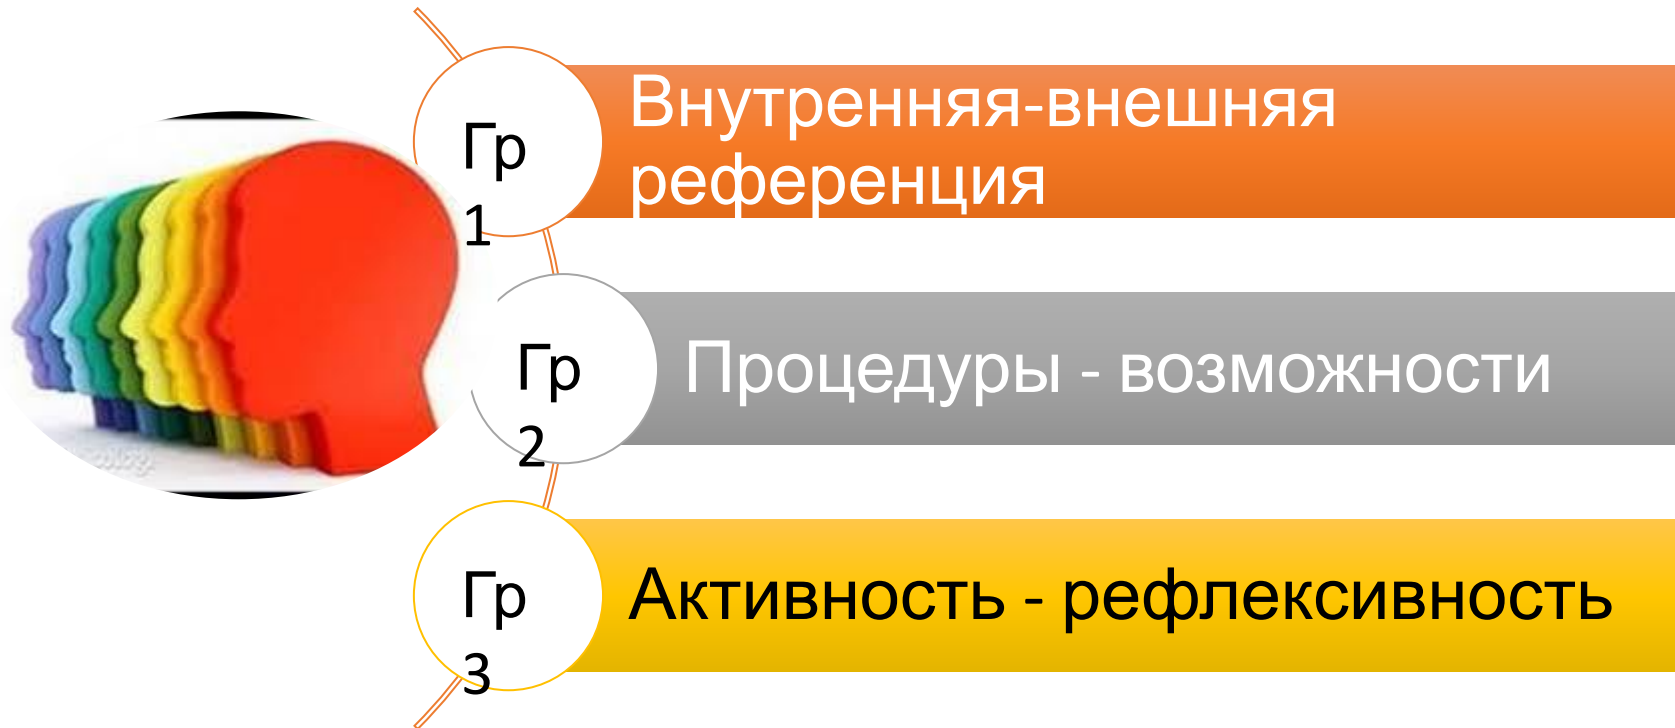 Гр
1
Внутренняя-внешняя
референция
Гр
2
Процедуры - возможности
Гр
3
Активность - рефлексивность